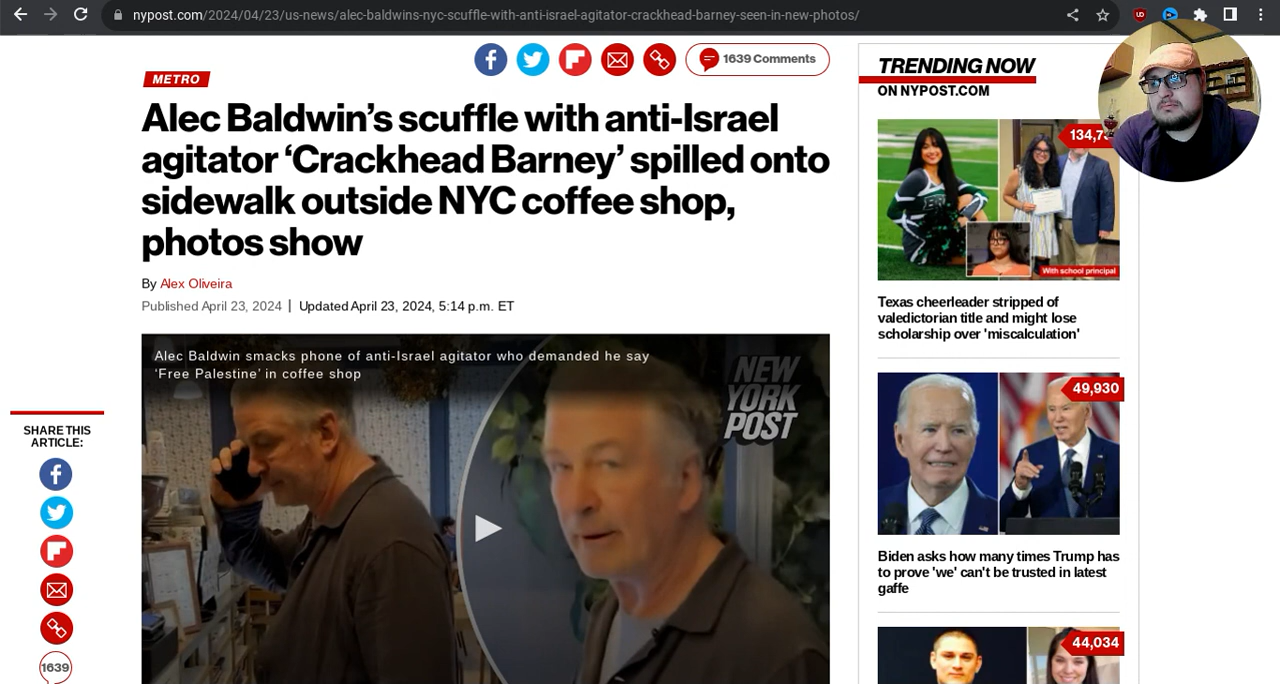 nypost.com/2024/04/23/us-news/alec-baldwins-nyc-scuffle-with-anti-israel-agitator-crackhead-barney-seen-in-new-photos/
1639 Comments
METRO
Alec Baldwin’s scuffle with anti-Israel
agitator ‘Crackhead Barney’ spilled onto
sidewalk outside NYC coffee shop,
photos show
By Alex Oliveira
Published April 23, 2024 | Updated April 23, 2024, 5:14 p.m. ET
Alec Baldwin smacks phone of anti-Israel agitator who demanded he say
‘Free Palestine’ in coffee shop
NEW
YORK
POST
SHARE THIS
ARTICLE:
1639
TRENDING NOW
ON NYPOST.COM
With school principal
Texas cheerleader stripped of
valedictorian title and might lose
scholarship over 'miscalculation'
49,930
Biden asks how many times Trump has
to prove 'we' can't be trusted in latest
gaffe
44,034